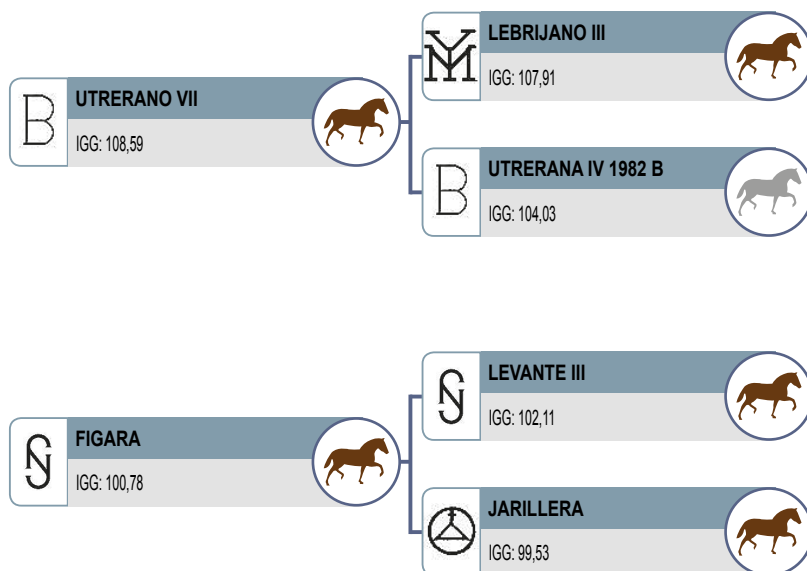 LEBRIJANO III
IGG: 107,91
UTRERANO VII
IGG: 108,59
UTRERANA IV 1982 B
IGG: 104,03
LEVANTE III
IGG: 102,11
FIGARA
IGG: 100,78
JARILLERA
IGG: 99,53